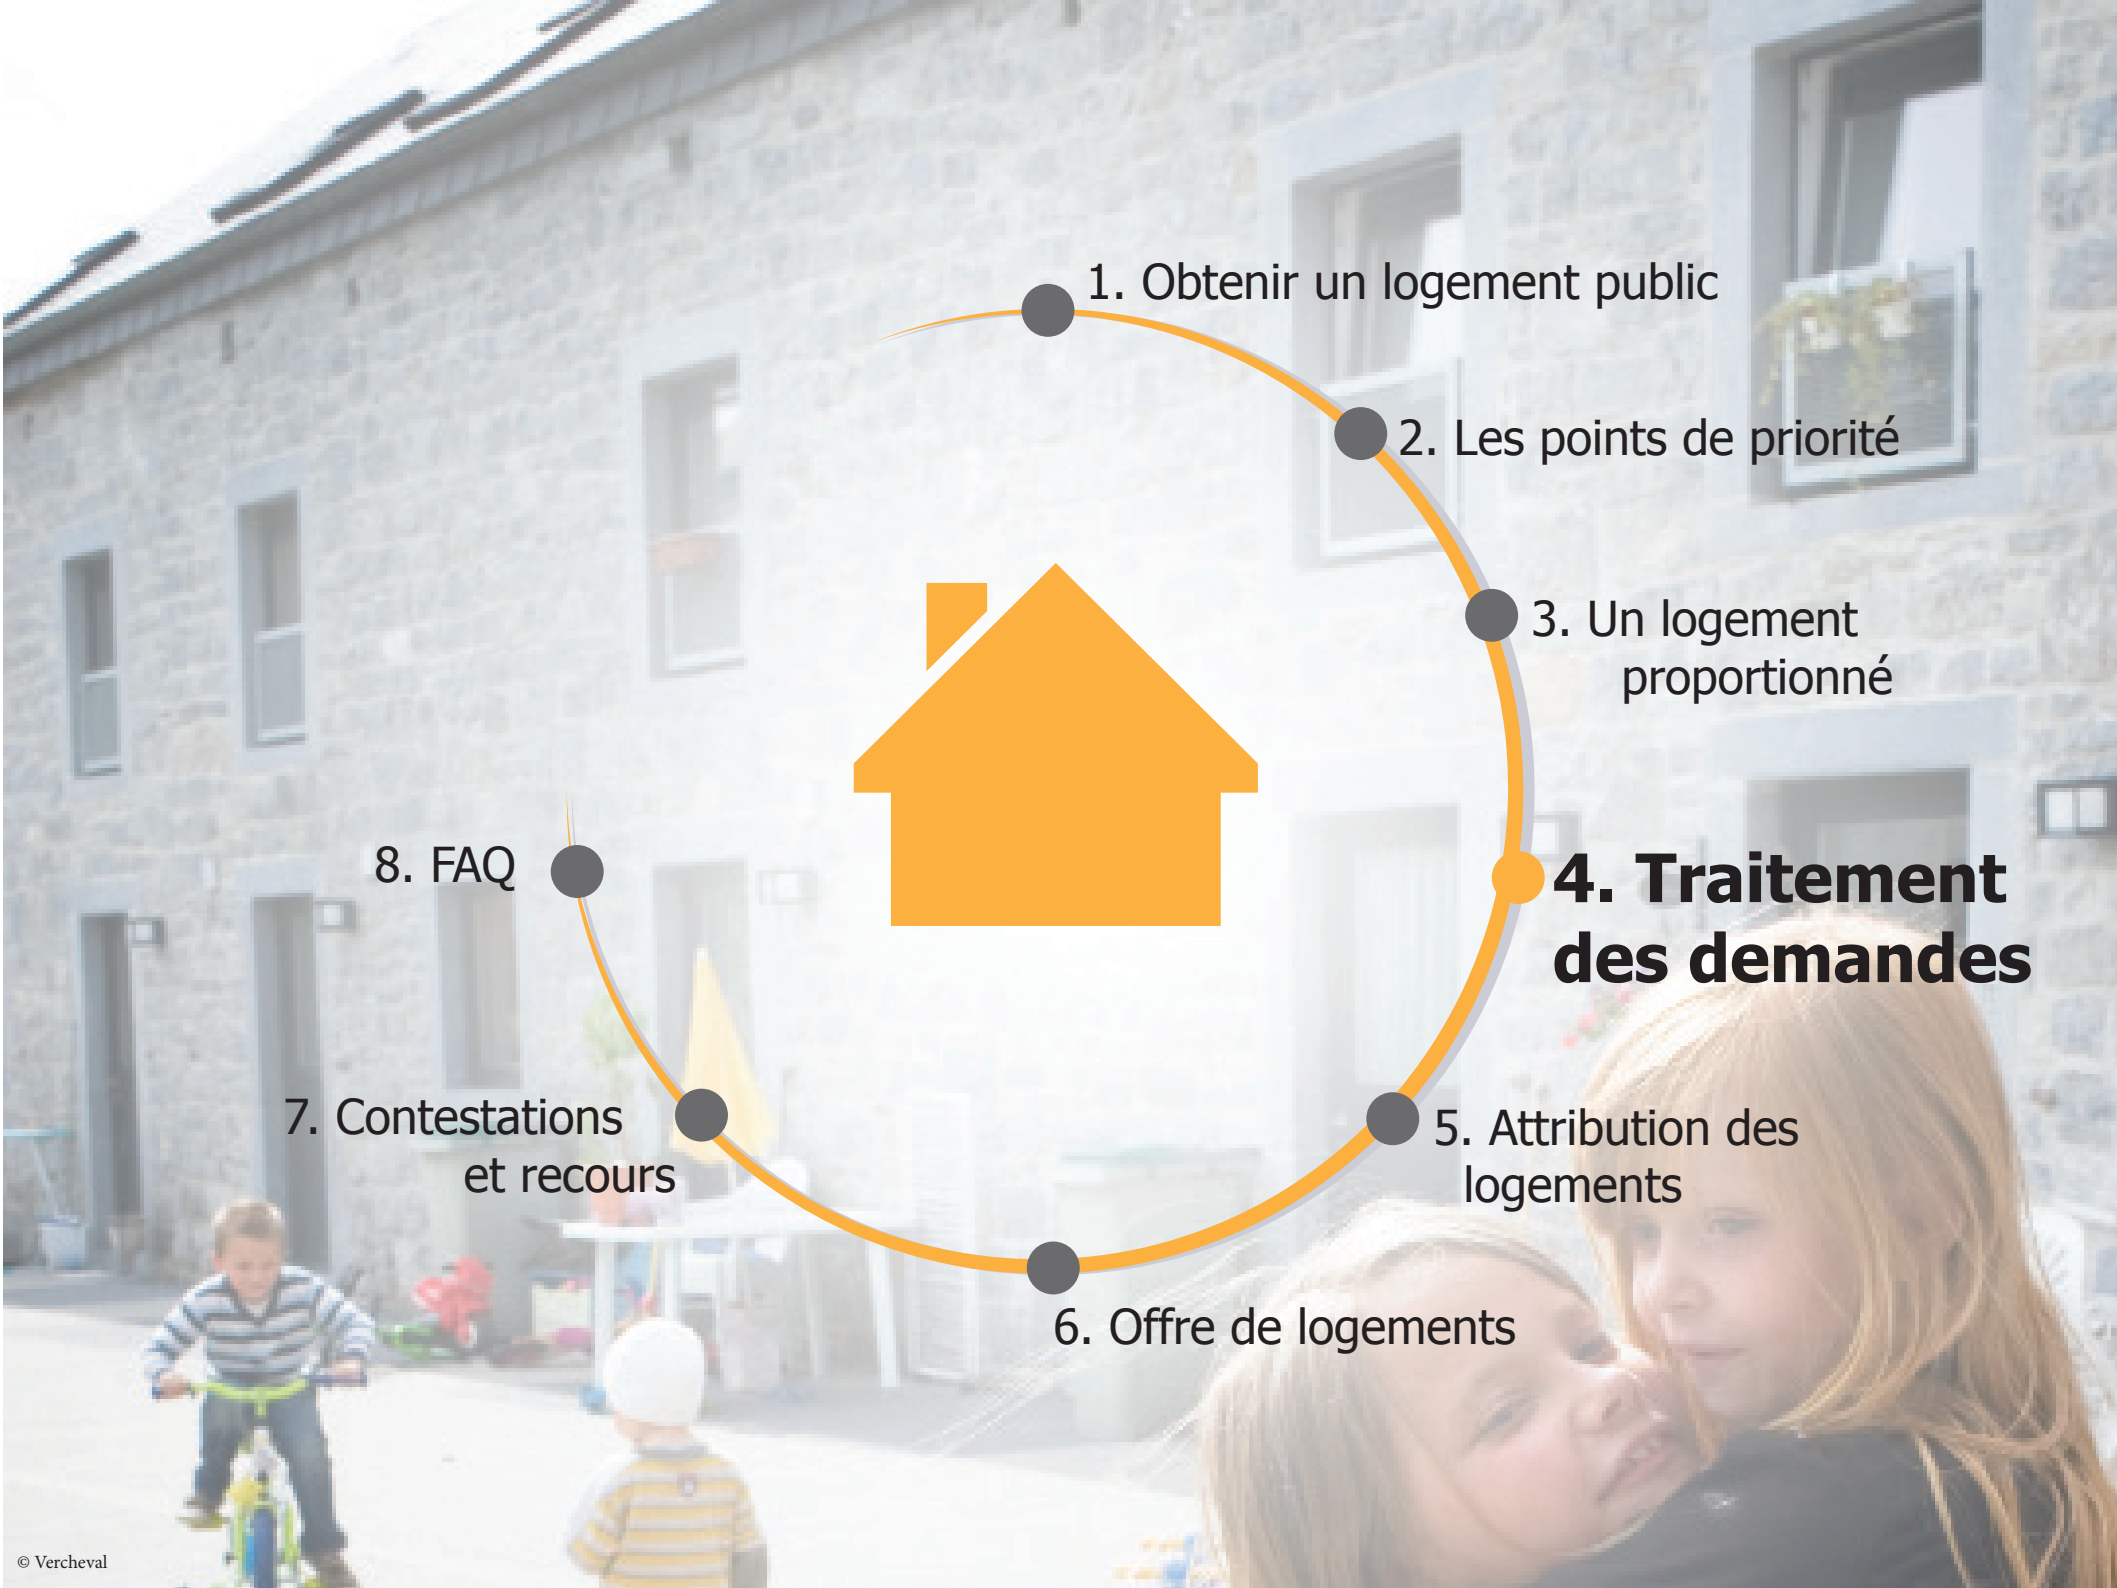 1. Obtenir un logement public
2. Les points de priorité
3. Un logement
proportionné
4. Traitement
des demandes
5. Attribution des
logements
6. Offre de logements
7. Contestations
et recours
8. FAQ
© Vercheval